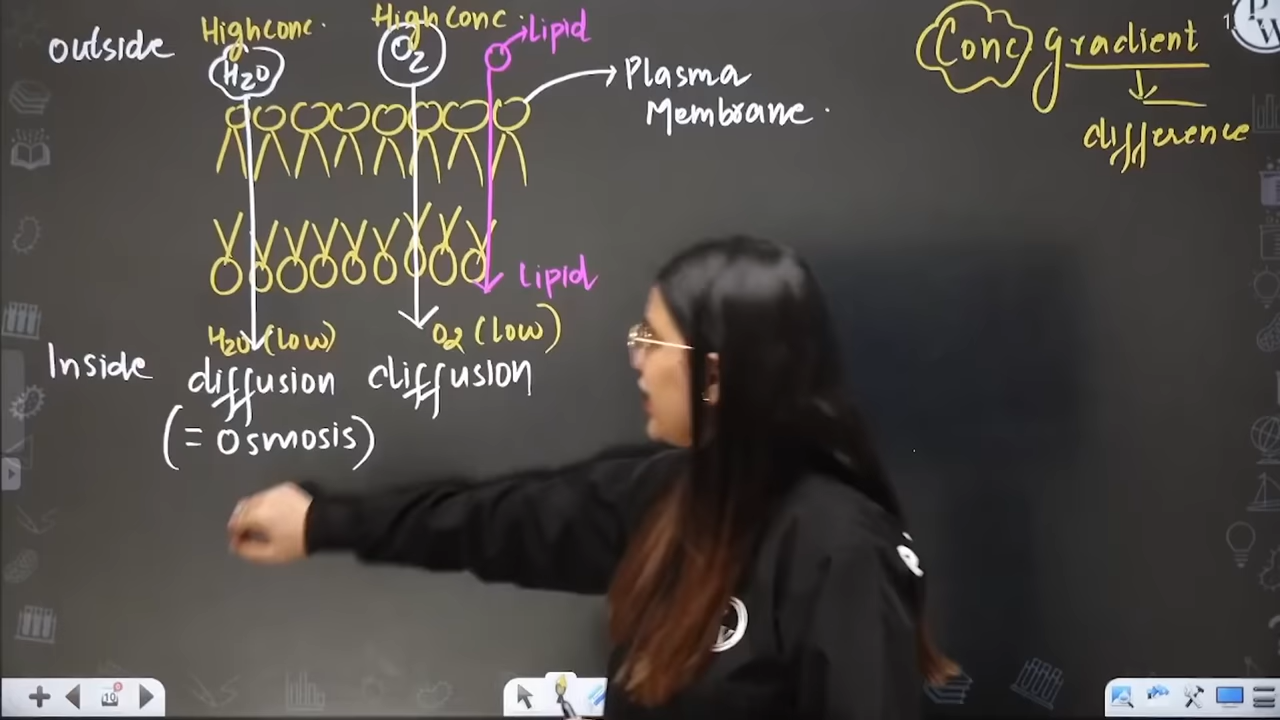 Outside
High conc.
H₂O
High conc.
O₂
Lipid
Plasma
Membrane.
Conc gradient
difference
P
W
Lipid
H₂O (low)
O₂ (low)
Inside
diffusion
diffusion
(= Osmosis)
10